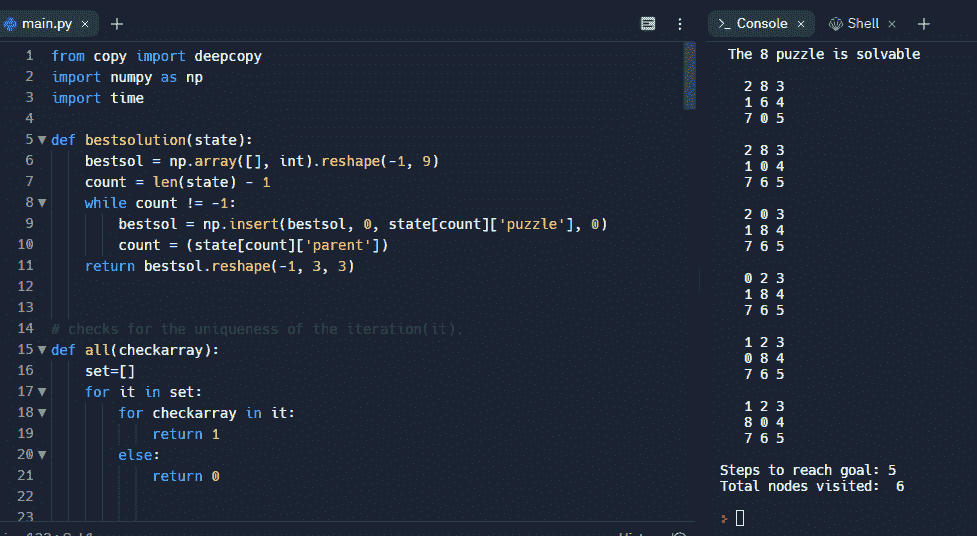 main.py × +
1 from copy import deepcopy
2 import numpy as np
3 import time
4
5 def bestsolution(state):
6 bestsol = np.array([], int).reshape(-1, 9)
7 count = len(state) - 1
8 while count != -1:
9 bestsol = np.insert(bestsol, 0, state[count]['puzzle'], 0)
10 count = (state[count]['parent'])
11 return bestsol.reshape(-1, 3, 3)
12
13
14 # checks for the uniqueness of the iteration(it).
15 def all(checkarray):
16 set=[]
17 for it in set:
18 for checkarray in it:
19 return 1
20 else:
21 return 0
22
23
>_ Console × Shell × +
The 8 puzzle is solvable
2 8 3
1 6 4
7 0 5
2 8 3
1 0 4
7 6 5
2 0 3
1 8 4
7 6 5
0 2 3
1 8 4
7 6 5
1 2 3
0 8 4
7 6 5
1 2 3
8 0 4
7 6 5
Steps to reach goal: 5
Total nodes visited: 6
>